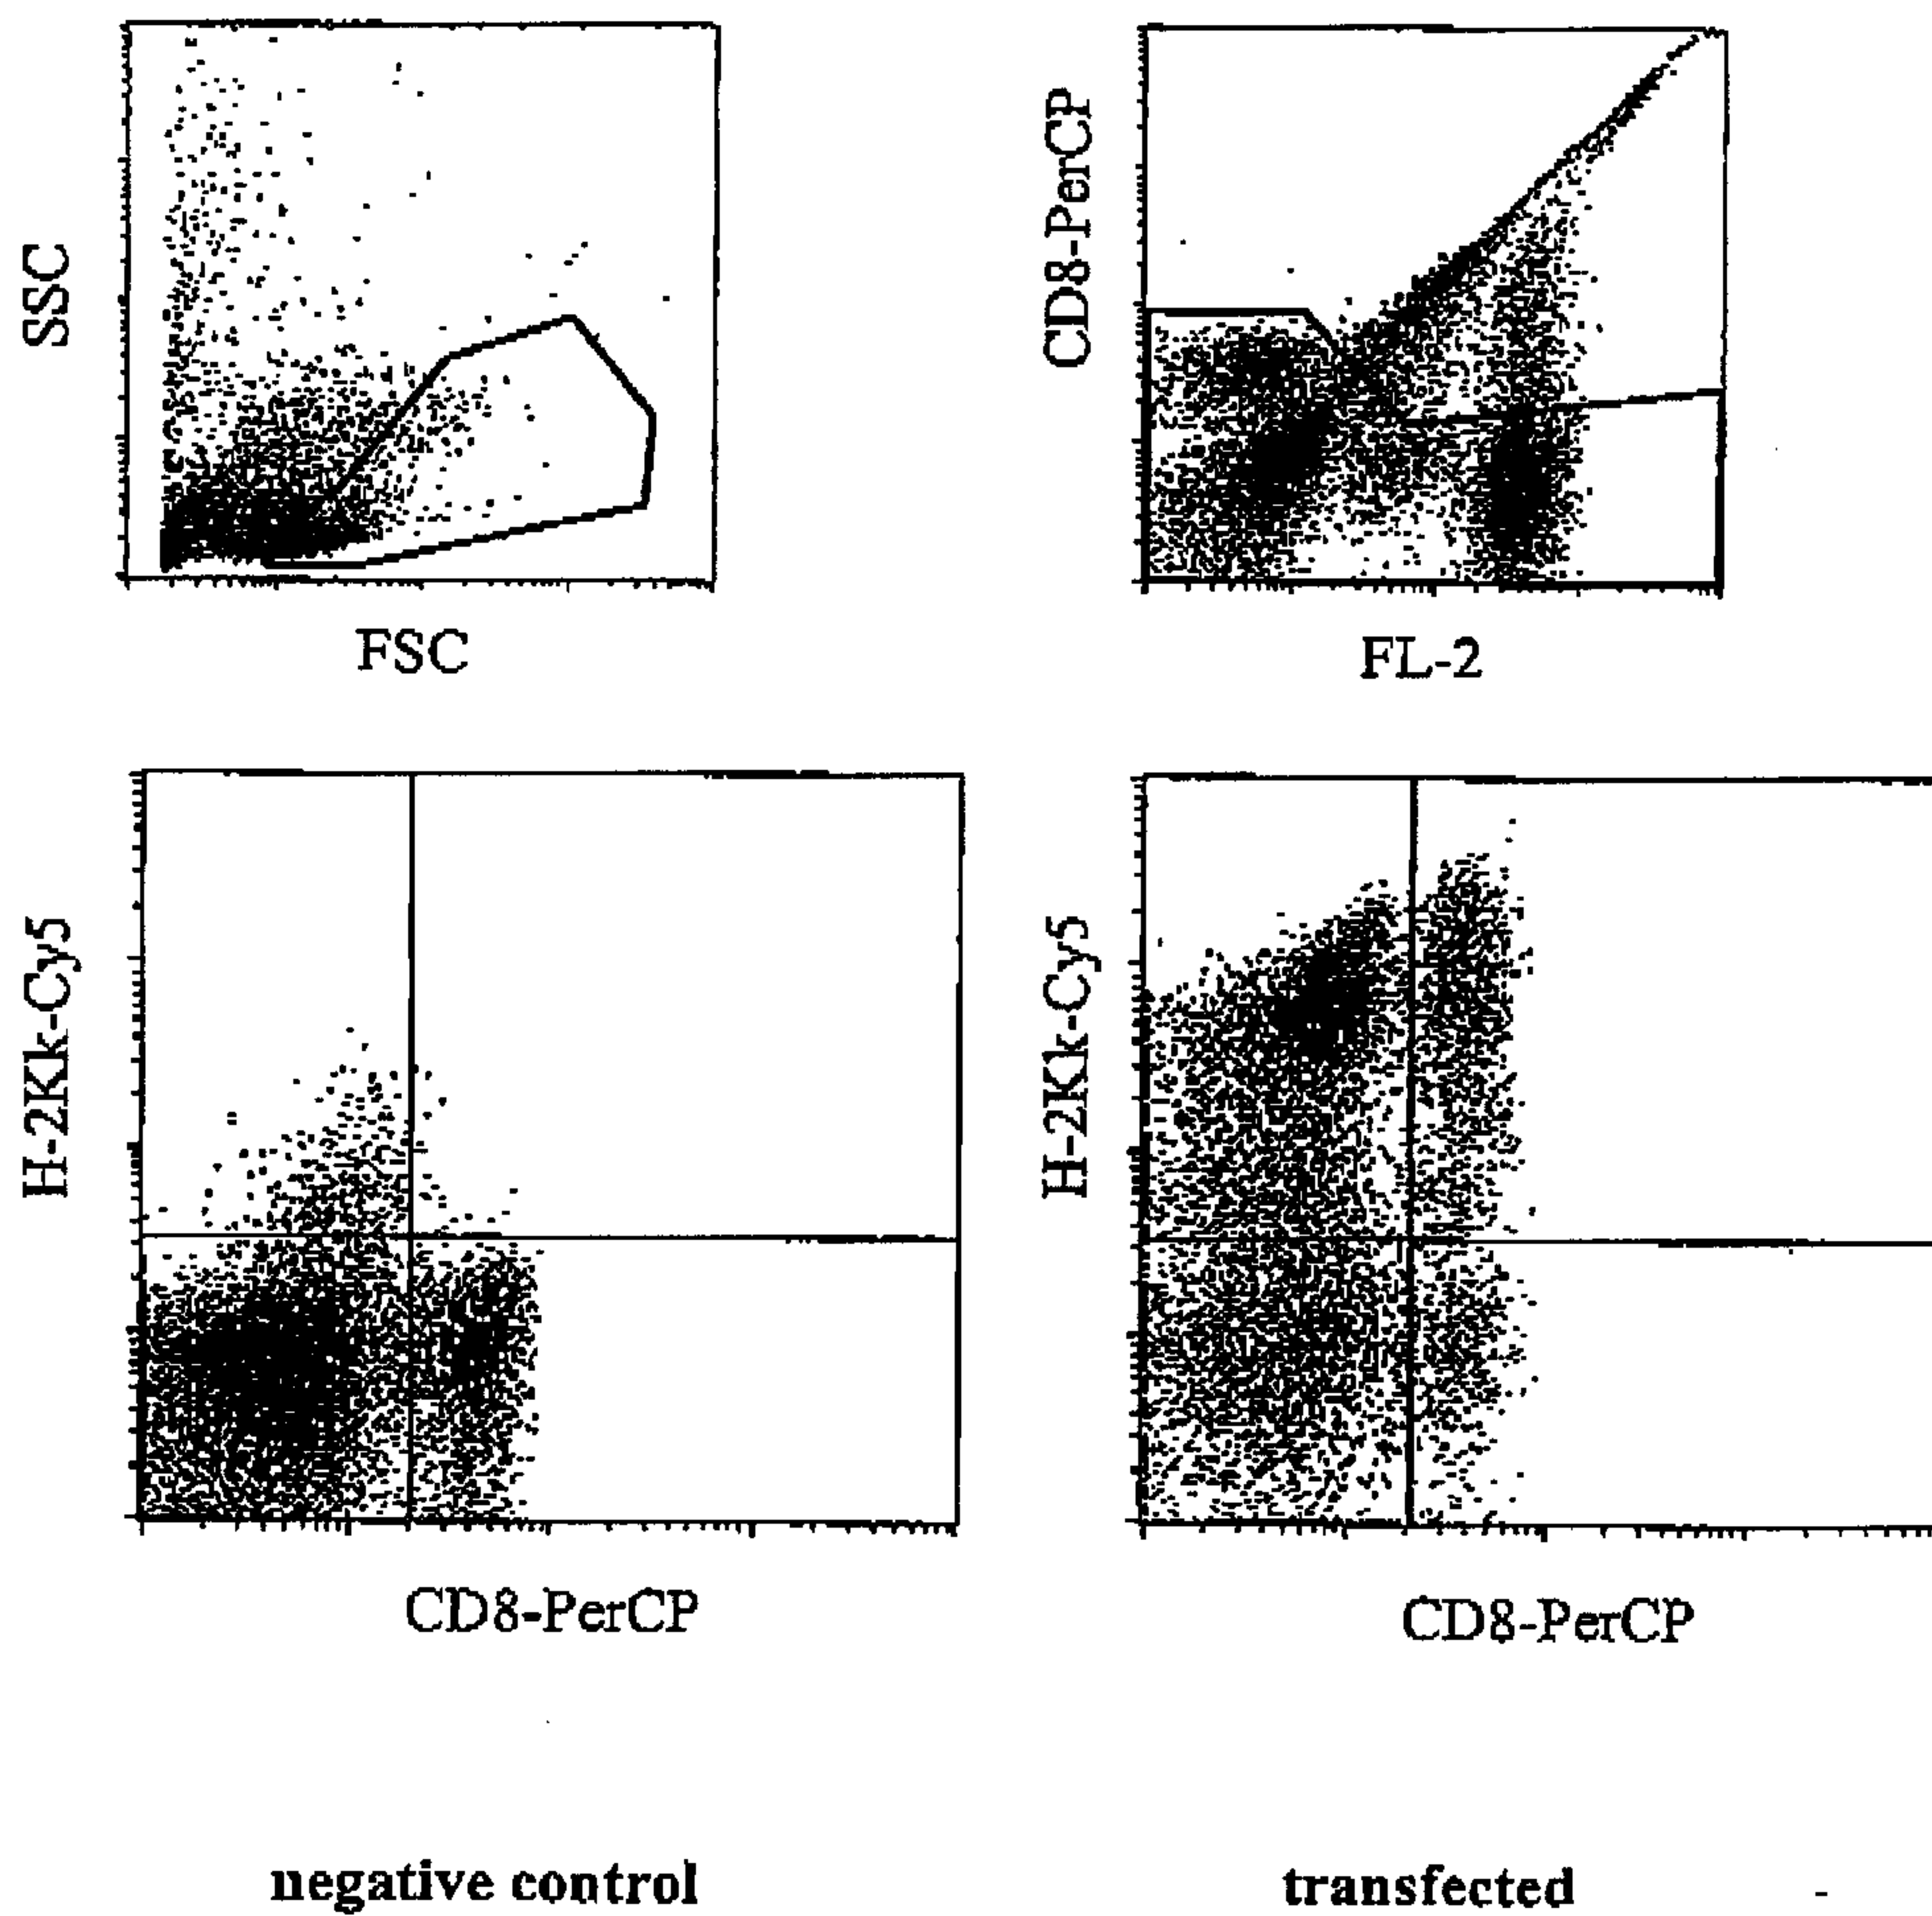 SSC
FSC
CD8-PerCP
FL-2
H-2Kk-Cy5
CD8-PerCP
H-2Kk-Cy5
CD8-PerCP
negative control
transfected